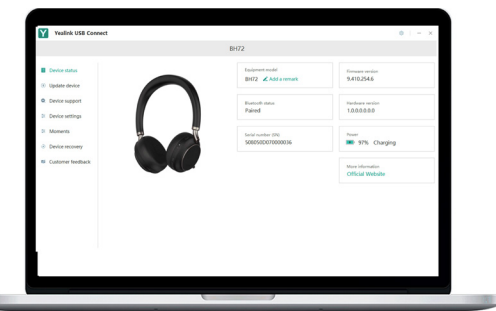 Yealink USB Connect
BH72
Device status
Update device
Device support
Device settings
Moments
Device recovery
Customer feedback
Equipment model
BH72 Add a remark
Firmware version
9.410.254.6
Bluetooth status
Paired
Hardware version
1.0.0.0.0.0.0
Serial number (SN)
Power
97% Charging
More information
Official Website